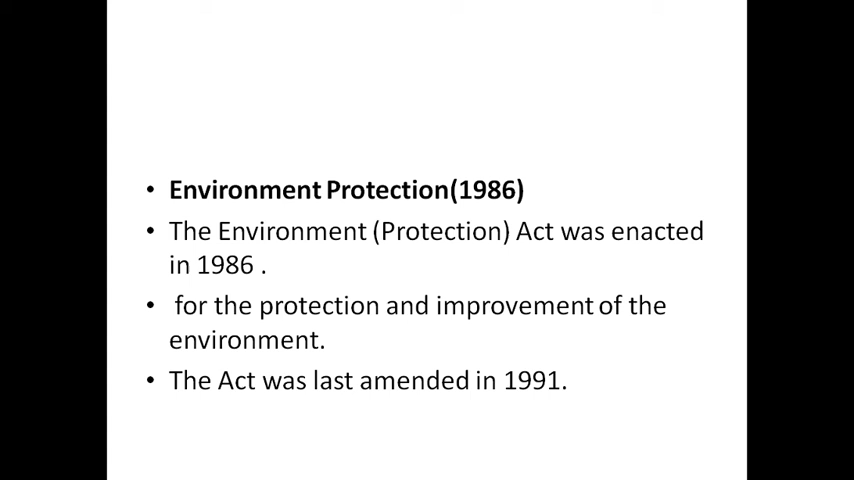 • Environment Protection(1986)
• The Environment (Protection) Act was enacted
in 1986 .
• for the protection and improvement of the
environment.
• The Act was last amended in 1991.